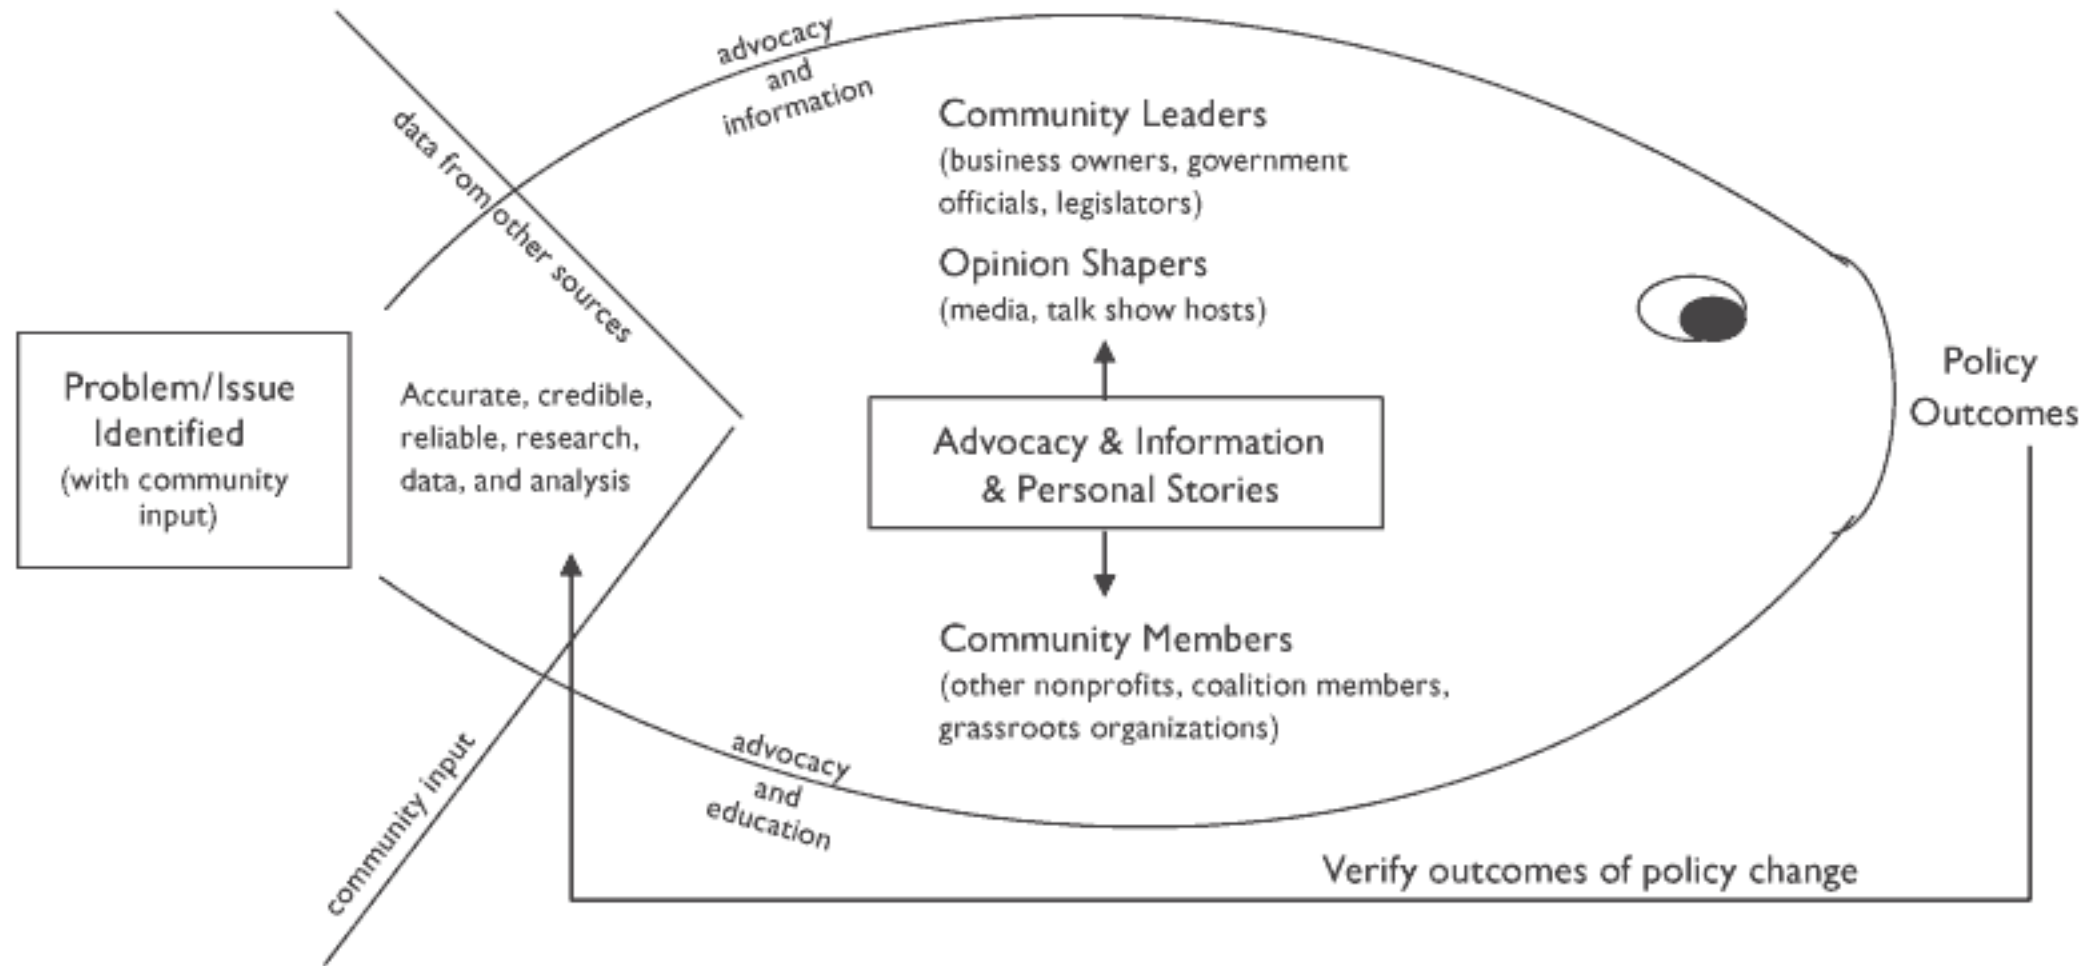 advocacy
and
information
data from other sources
Community Leaders
(business owners, government
officials, legislators)
Opinion Shapers
(media, talk show hosts)
Problem/Issue
Identified
(with community
input)
Accurate, credible,
reliable, research,
data, and analysis
Advocacy & Information
& Personal Stories
Policy
Outcomes
Community Members
(other nonprofits, coalition members,
grassroots organizations)
community input
advocacy
and
education
Verify outcomes of policy change